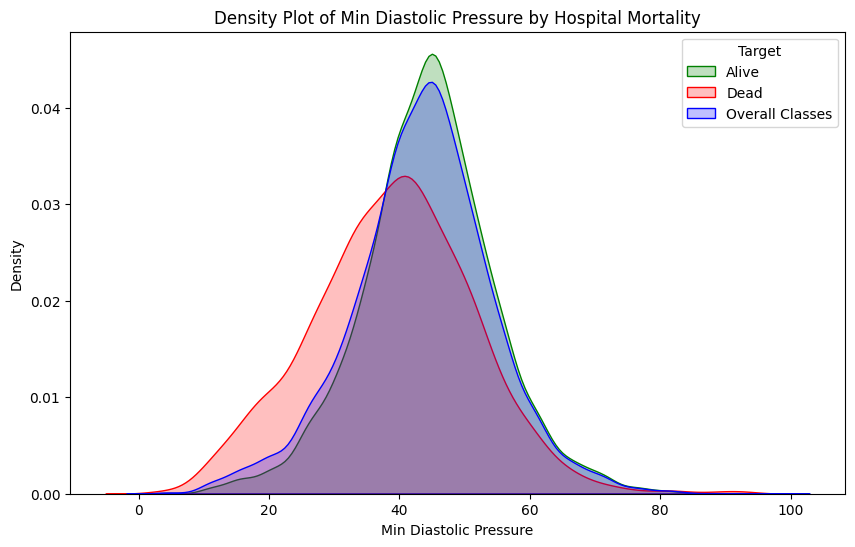 Density Plot of Min Diastolic Pressure by Hospital Mortality
Target
Alive
Dead
Overall Classes
Density
0.04
0.03
0.02
0.01
0.00
0 20 40 60 80 100
Min Diastolic Pressure